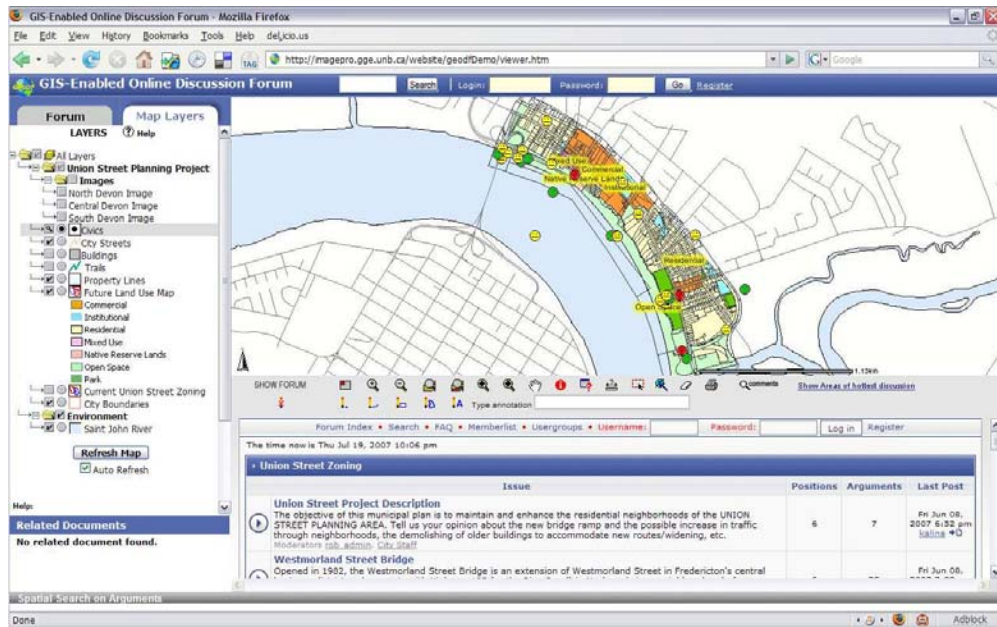 GIS-Enabled Online Discussion Forum - Mozilla Firefox
File Edit View History Bookmarks Tools Help del.icio.us
TAG http://imagepro.gge.unb.ca/website/geodfDemo/viewer.htm Google
GIS-Enabled Online Discussion Forum Search Login: Password: Go Register
Forum Map Layers
LAYERS ? Help
All Layers
Union Street Planning Project
Images
North Devon Image
Central Devon Image
South Devon Image
Civics
City Streets
Buildings
Trails
Property Lines
Future Land Use Map
Commercial
Institutional
Residential
Mixed Use
Native Reserve Lands
Open Space
Park
Current Union Street Zoning
City Boundaries
Environment
Saint John River
Refresh Map
Auto Refresh
Help:
Related Documents
No related document found.
Mixed Use
Commercial
Native Reserve Lands
Institutional
Residential
Open Space
1.13km
SHOW FORUM comments Show Areas of hottest discussion
Type annotation
Forum Index • Search • FAQ • Memberlist • Usergroups • Username: Password: Log in Register
The time now is Thu Jul 19, 2007 10:06 pm
Union Street Zoning
Issue Positions Arguments Last Post
Union Street Project Description
The objective of this municipal plan is to maintain and enhance the residential neighborhoods of the UNION
STREET PLANNING AREA. Tell us your opinion about the new bridge ramp and the possible increase in traffic
through neighborhoods, the demolishing of older buildings to accommodate new routes/widening, etc.
Moderators rob_admin, City Staff
6 7 Fri Jun 08,
2007 6:32 pm
kalina
Westmorland Street Bridge
Opened in 1982, the Westmorland Street Bridge is an extension of Westmorland Street in Fredericton's central
Fri Jun 08,
Spatial Search on Arguments
Done Adblock